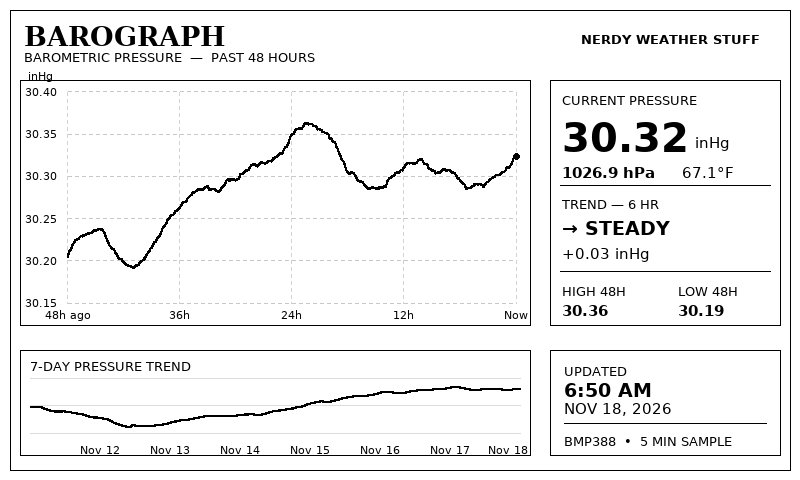 BAROGRAPH
NERDY WEATHER STUFF
BAROMETRIC PRESSURE — PAST 48 HOURS
inHg
30.40
30.35
30.30
30.25
30.20
30.15
48h ago 36h 24h 12h Now
CURRENT PRESSURE
30.32 inHg
1026.9 hPa 67.1°F
TREND — 6 HR
→ STEADY
+0.03 inHg
HIGH 48H LOW 48H
30.36 30.19
7-DAY PRESSURE TREND
Nov 12 Nov 13 Nov 14 Nov 15 Nov 16 Nov 17 Nov 18
UPDATED
6:50 AM
NOV 18, 2026
BMP388 • 5 MIN SAMPLE